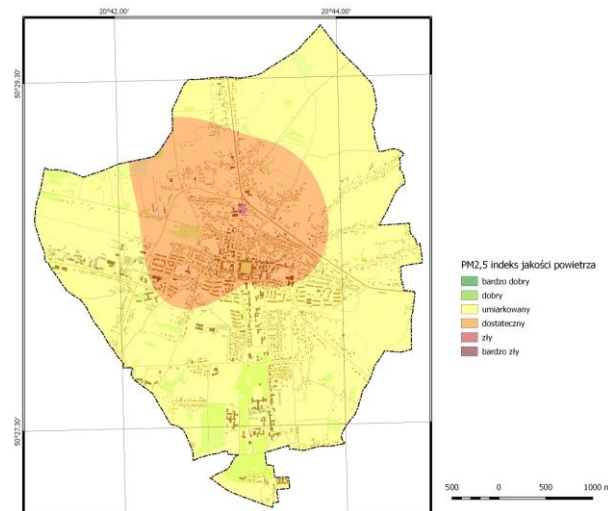 20°42.00' 20°44.00'
50°29.30'
PM2,5 indeks jakości powietrza
bardzo dobry
dobry
umiarkowany
dostateczny
zły
bardzo zły
50°27.30'
500 0 500 1000 m